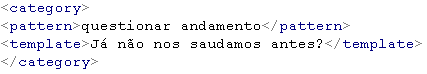 <category>
<pattern>questionar andamento</pattern>
<template>Já não nos saudamos antes?</template>
</category>